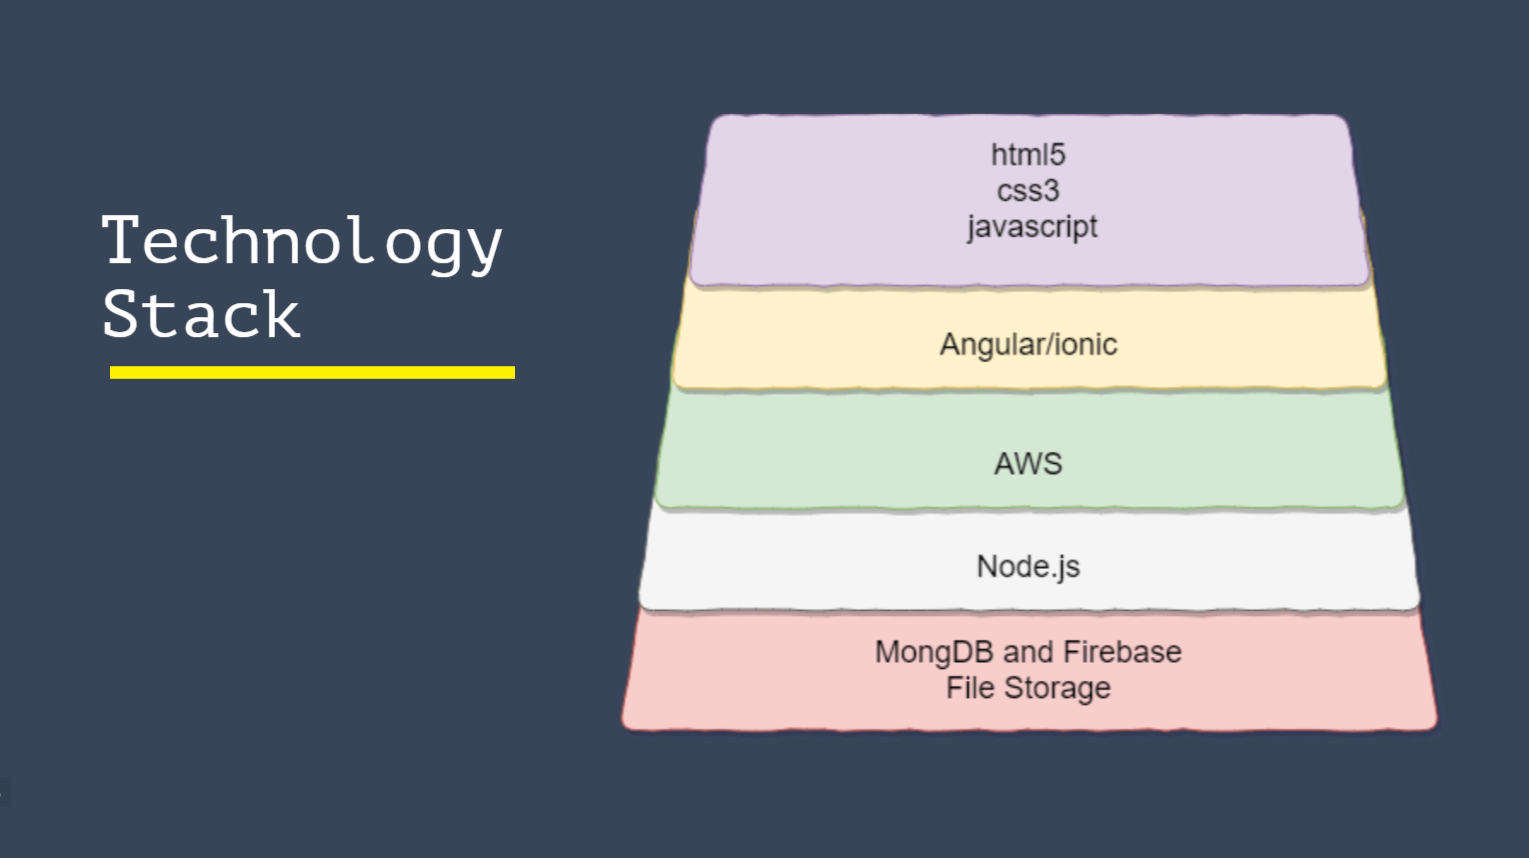 Technology
Stack
html5
css3
javascript
Angular/ionic
AWS
Node.js
MongDB and Firebase
File Storage